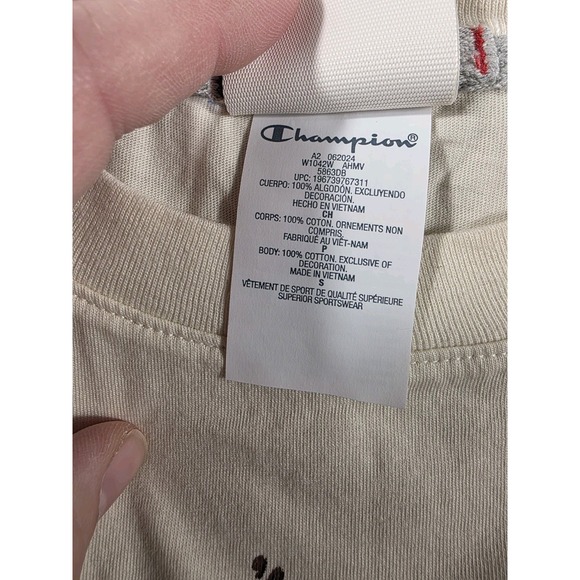 Champion®
A2 062024
W1042W AHMV
5863DB
UPC: 196739767311
CUERPO: 100% ALGODÓN. EXCLUYENDO
DECORACIÓN.
HECHO EN VIETNAM
CH
CORPS: 100% COTON. ORNEMENTS NON
COMPRIS.
FABRIQUÉ AU VIÊT-NAM
P
BODY: 100% COTTON. EXCLUSIVE OF
DECORATION.
MADE IN VIETNAM
S
VÊTEMENT DE SPORT DE QUALITÉ SUPÉRIEURE
SUPERIOR SPORTSWEAR